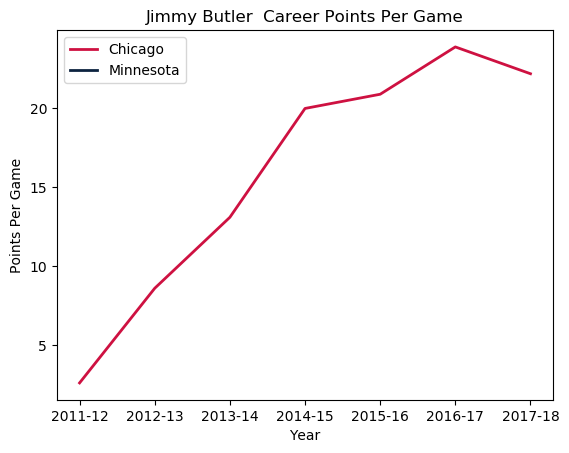 Jimmy Butler  Career Points Per Game
Chicago
Minnesota
Points Per Game
20
15
10
5
2011-12 2012-13 2013-14 2014-15 2015-16 2016-17 2017-18
Year